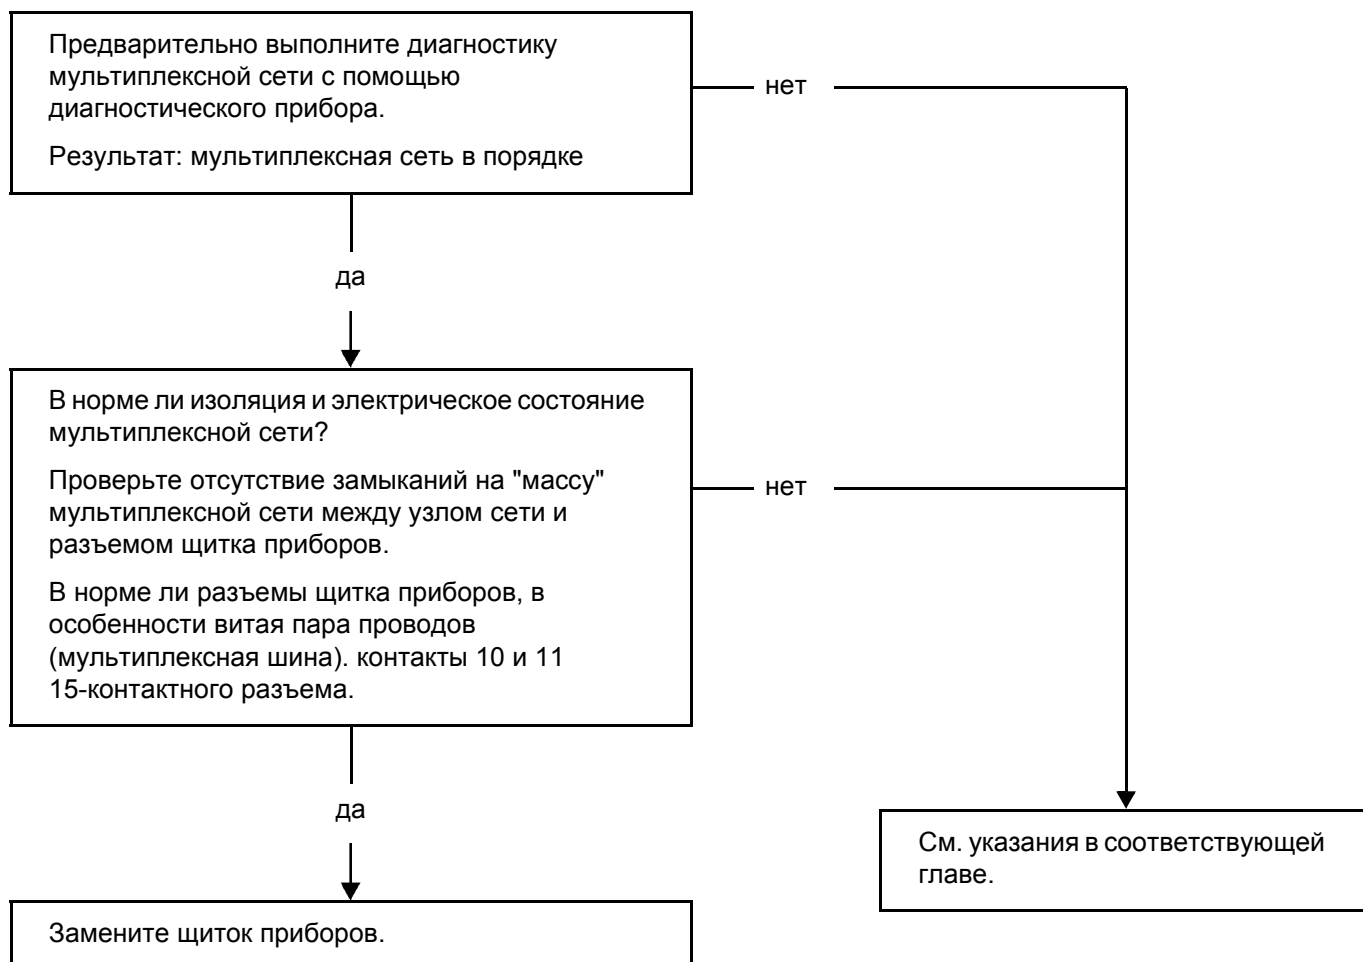 Предварительно выполните диагностику
мультиплексной сети с помощью
диагностического прибора.
Результат: мультиплексная сеть в порядке
нет
да
В норме ли изоляция и электрическое состояние
мультиплексной сети?
Проверьте отсутствие замыканий на "массу"
мультиплексной сети между узлом сети и
разъемом щитка приборов.
В норме ли разъемы щитка приборов, в
особенности витая пара проводов
(мультиплексная шина). контакты 10 и 11
15-контактного разъема.
нет
да
См. указания в соответствующей
главе.
Замените щиток приборов.